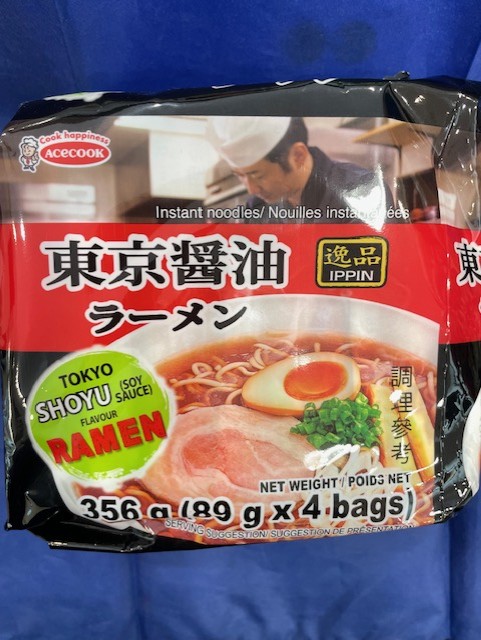 Cook happiness
ACECOOK
Instant noodles/ Nouilles instantanées
東京醤油
逸品
IPPIN
ラーメン
TOKYO
SHOYU (SOY SAUCE)
FLAVOUR
RAMEN
調理參考
NET WEIGHT / POIDS NET
356 g (89 g x 4 bags)
SERVING SUGGESTION/ SUGGESTION DE PRÉSENTATION
東